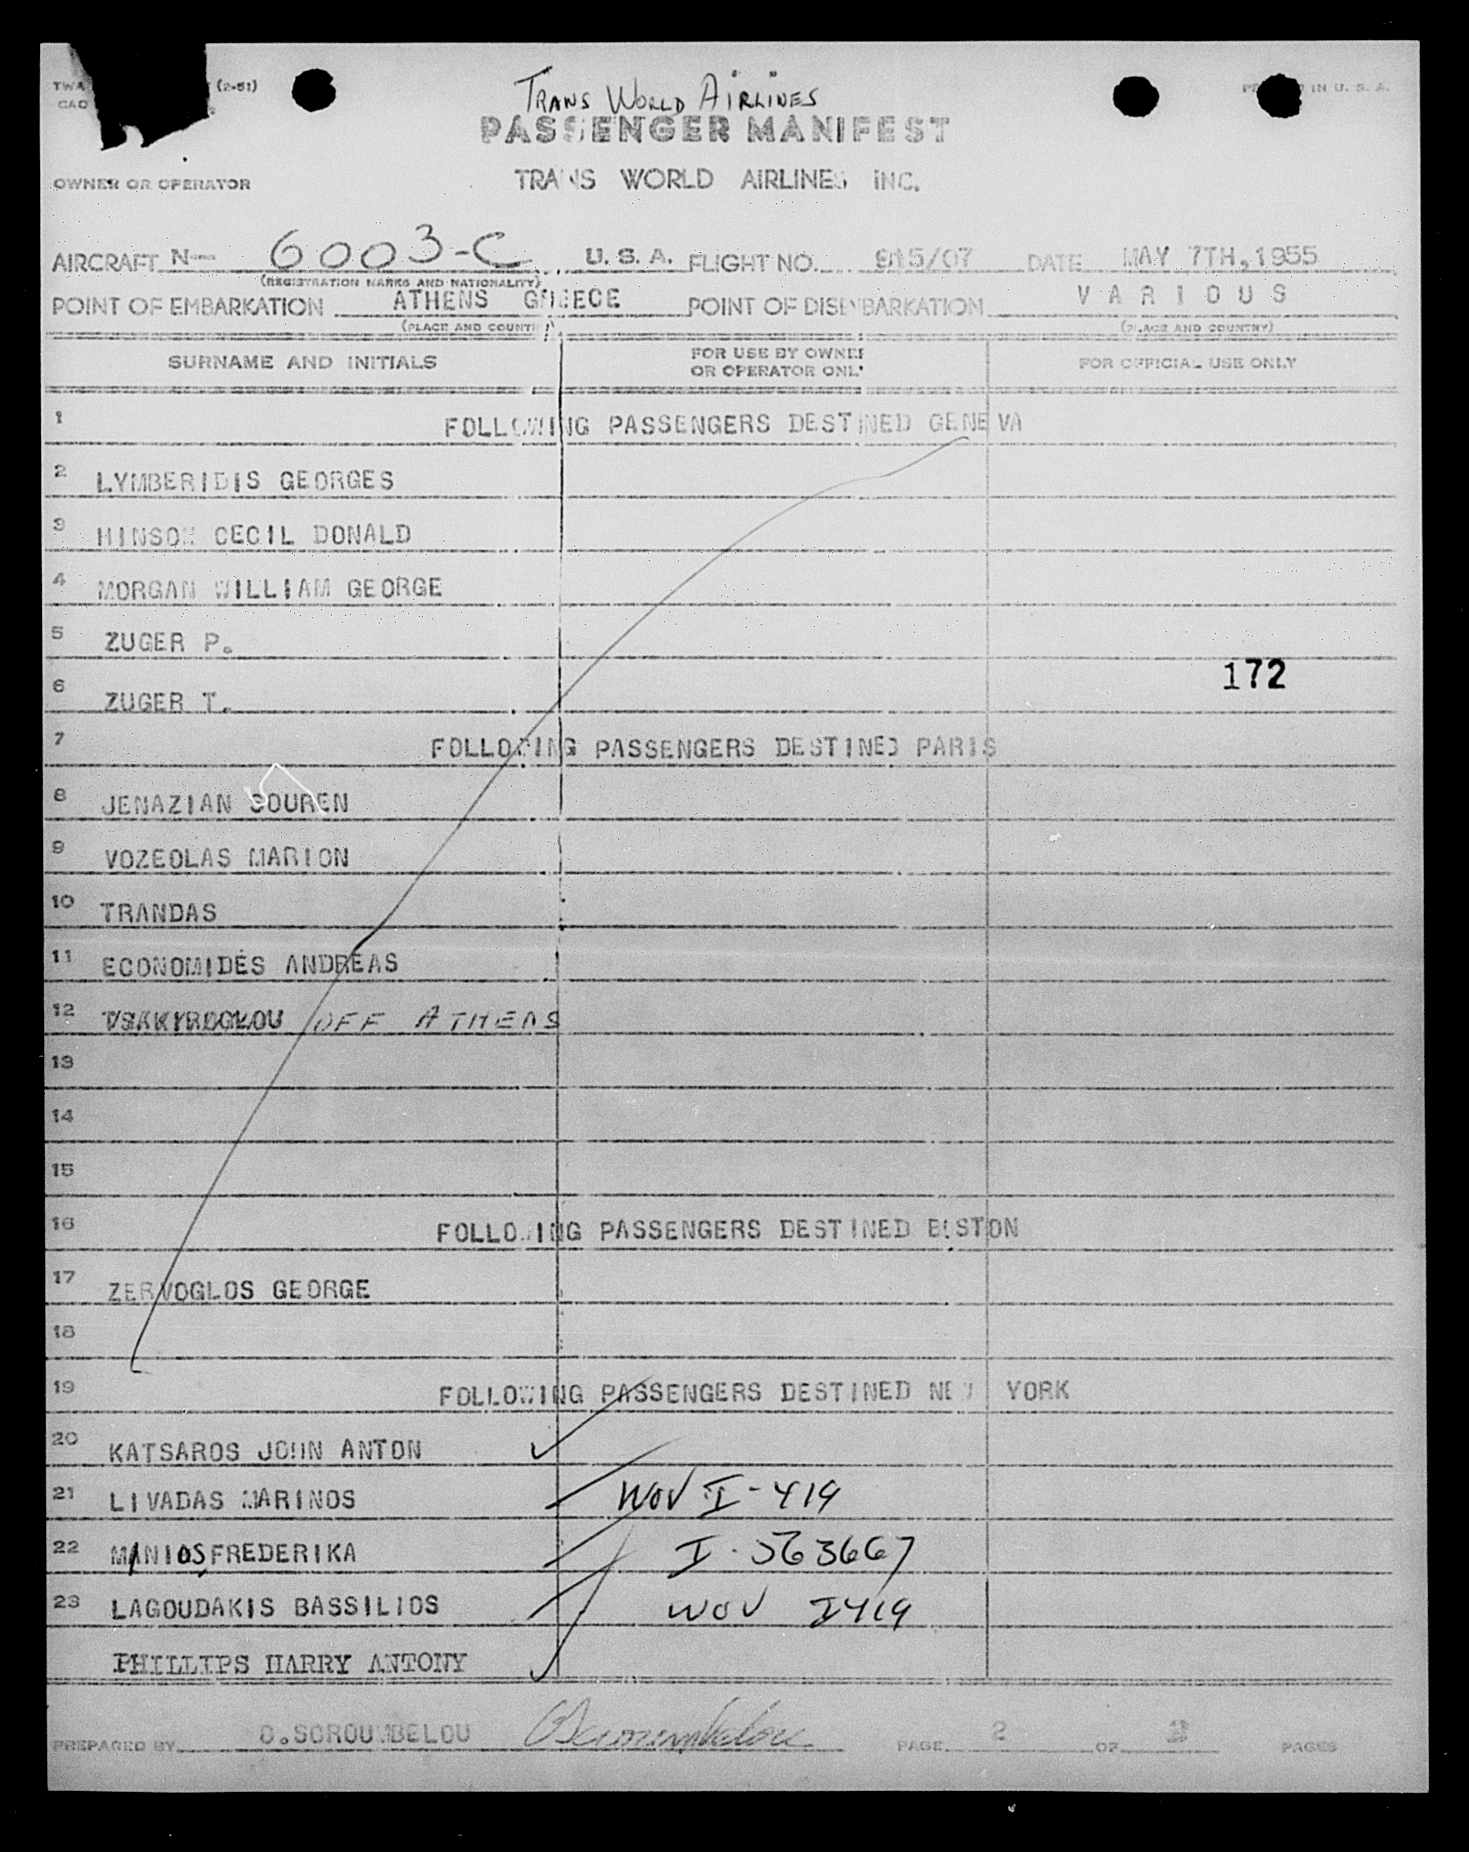 TWA (2-51)
CAO
IN U. S. A.
TRANS WORLD AIRLINES
PASSENGER MANIFEST
OWNER OR OPERATOR TRANS WORLD AIRLINES INC.
AIRCRAFT N— 6003-C U. S. A. FLIGHT NO. 915/07 DATE MAY 7TH, 1955
(REGISTRATION MARKS AND NATIONALITY)
POINT OF EMBARKATION ATHENS GREECE POINT OF DISEMBARKATION VARIOUS
(PLACE AND COUNTRY) (PLACE AND COUNTRY)
SURNAME AND INITIALS FOR USE BY OWNER OR OPERATOR ONLY FOR OFFICIAL USE ONLY
1 FOLLOWING PASSENGERS DESTINED GENEVA
2 LYMBERIDIS GEORGES
3 HINSON CECIL DONALD
4 MORGAN WILLIAM GEORGE
5 ZUGER P.
172
6 ZUGER T.
7 FOLLOWING PASSENGERS DESTINED PARIS
8 JENAZIAN SOUREN
9 VOZEOLAS MARION
10 TRANDAS
11 ECONOMIDES ANDREAS
12 TSAKYROGLOU OFF ATHENS
13
14
15
16 FOLLOWING PASSENGERS DESTINED BOSTON
17 ZERVOGLOS GEORGE
18
19 FOLLOWING PASSENGERS DESTINED NEW YORK
20 KATSAROS JOHN ANTON
21 LIVADAS MARINOS WOV I-419
22 MANIOS FREDERIKA I-563667
23 LAGOUDAKIS BASSILIOS WOV I419
PHILLIPS HARRY ANTONY
PREPARED BY O.SOROUMBELOU PAGE 2 OF 3 PAGES